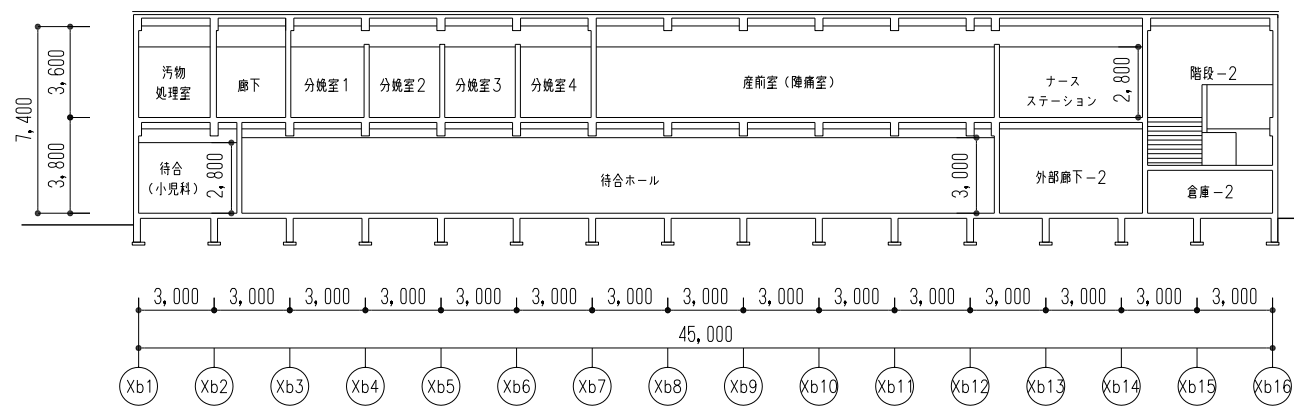 7,400
3,600
3,800
汚物
処理室
廊下
分娩室1
分娩室2
分娩室3
分娩室4
産前室（陣痛室）
ナース
ステーション
2,800
階段-2
待合
（小児科）
2,800
待合ホール
3,000
外部廊下-2
倉庫-2
3,000 3,000 3,000 3,000 3,000 3,000 3,000 3,000 3,000 3,000 3,000 3,000 3,000 3,000 3,000
45,000
Xb1 Xb2 Xb3 Xb4 Xb5 Xb6 Xb7 Xb8 Xb9 Xb10 Xb11 Xb12 Xb13 Xb14 Xb15 Xb16